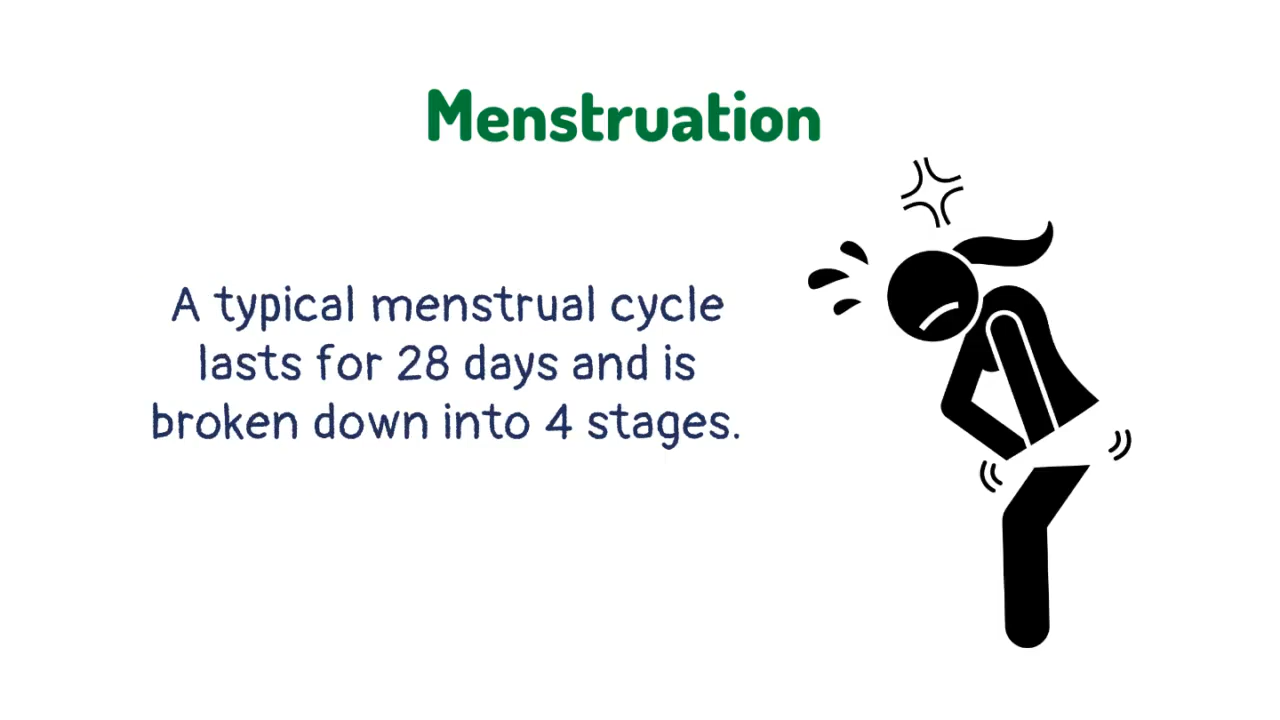 Menstruation
A typical menstrual cycle
lasts for 28 days and is
broken down into 4 stages.